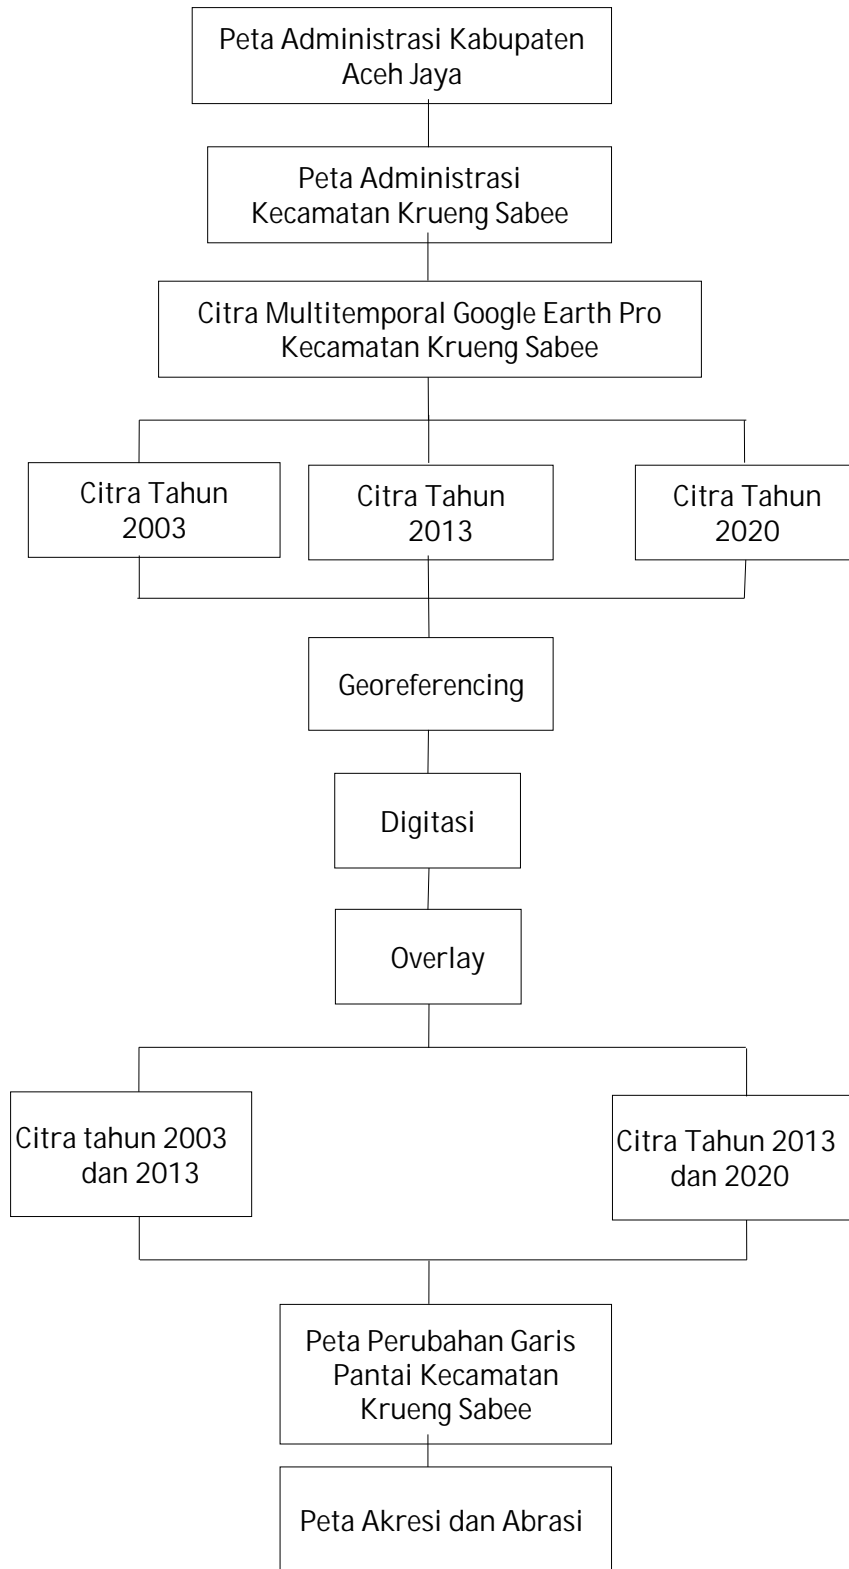 Peta Administrasi Kabupaten
Aceh Jaya
Peta Administrasi
Kecamatan Krueng Sabee
Citra Multitemporal Google Earth Pro
Kecamatan Krueng Sabee
Citra Tahun
2003
Citra Tahun
2013
Citra Tahun
2020
Georeferencing
Digitasi
Overlay
Citra tahun 2003
dan 2013
Citra Tahun 2013
dan 2020
Peta Perubahan Garis
Pantai Kecamatan
Krueng Sabee
Peta Akresi dan Abrasi